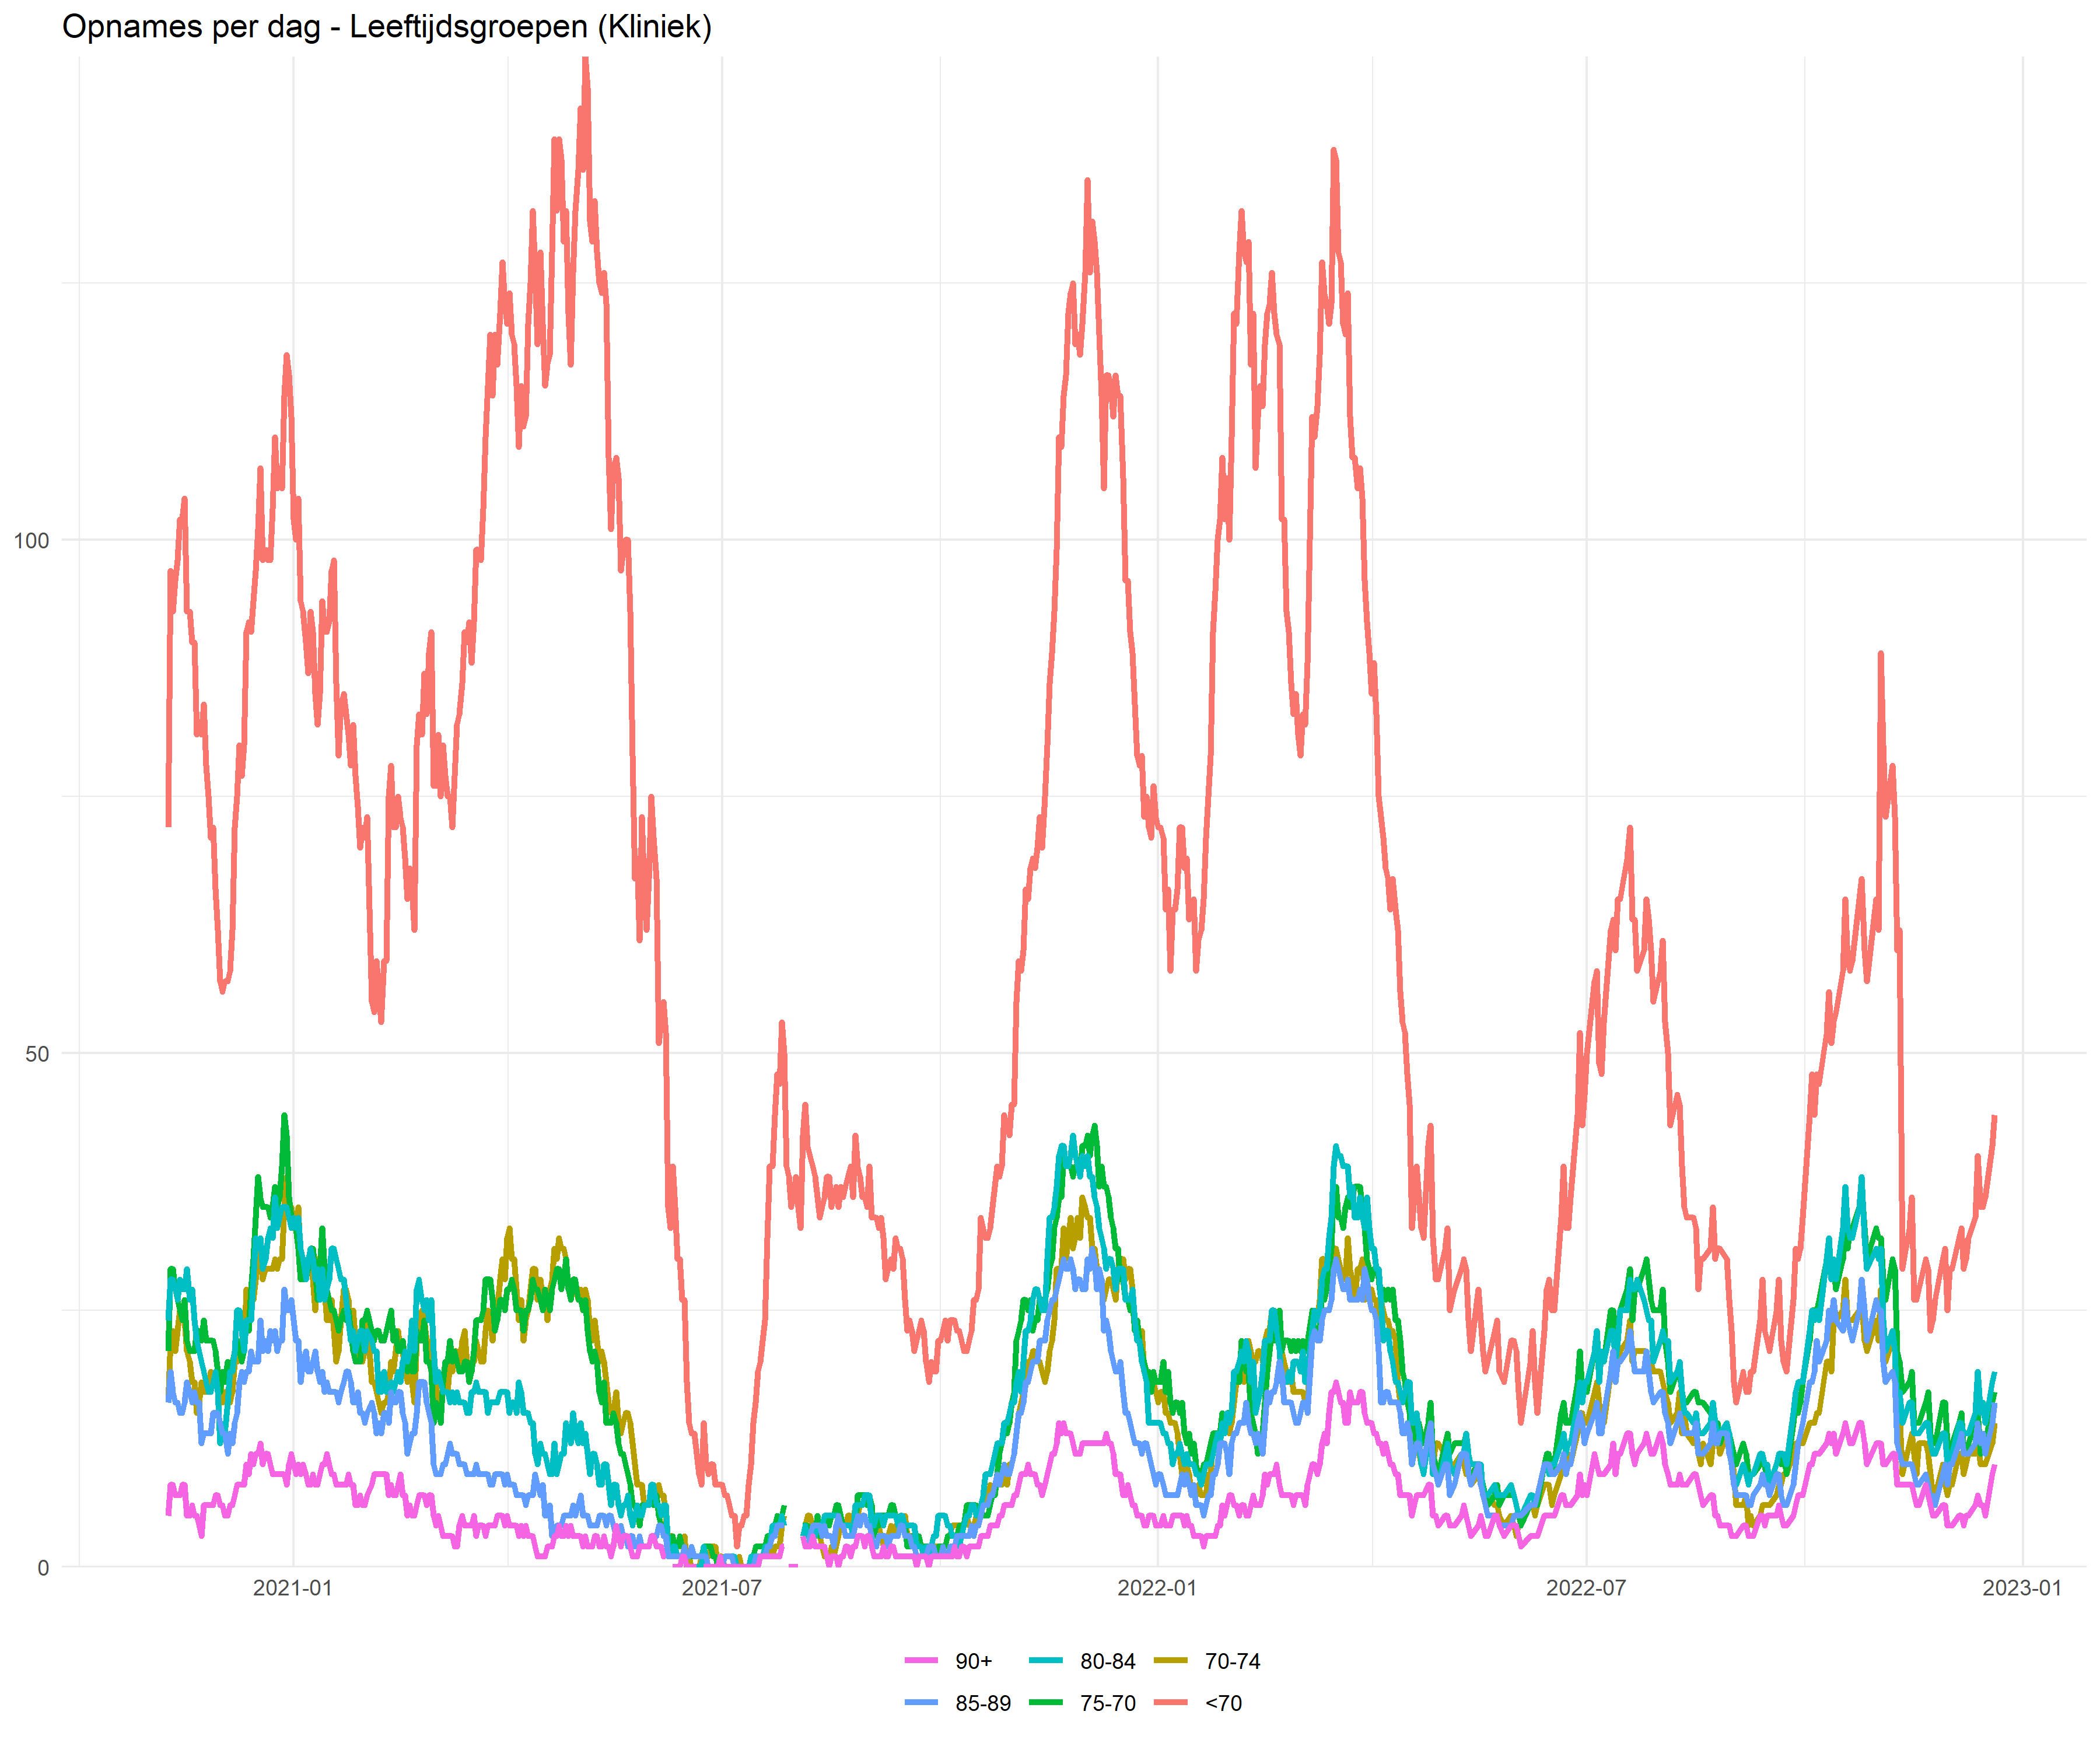 Opnames per dag - Leeftijdsgroepen (Kliniek)
100
50
0
2021-01 2021-07 2022-01 2022-07 2023-01
90+ 80-84 70-74
85-89 75-70 <70